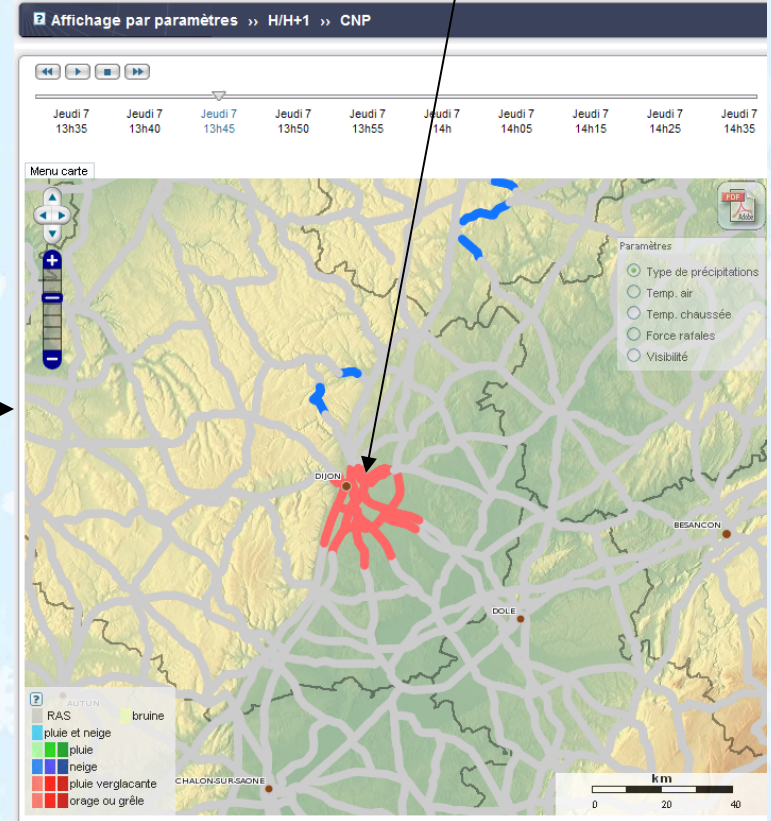 ? Affichage par paramètres ›› H/H+1 ›› CNP
Jeudi 7 Jeudi 7 Jeudi 7 Jeudi 7 Jeudi 7 Jeudi 7 Jeudi 7 Jeudi 7 Jeudi 7 Jeudi 7
13h35 13h40 13h45 13h50 13h55 14h 14h05 14h15 14h25 14h35
Menu carte
PDF
Adobe
Paramètres
Type de précipitations
Temp. air
Temp. chaussée
Force rafales
Visibilité
DIJON
BESANCON
DOLE
?
AUTUN
RAS bruine
pluie et neige
pluie
neige
pluie verglacante
orage ou grêle
CHALON-SUR-SAONE
km
0 20 40